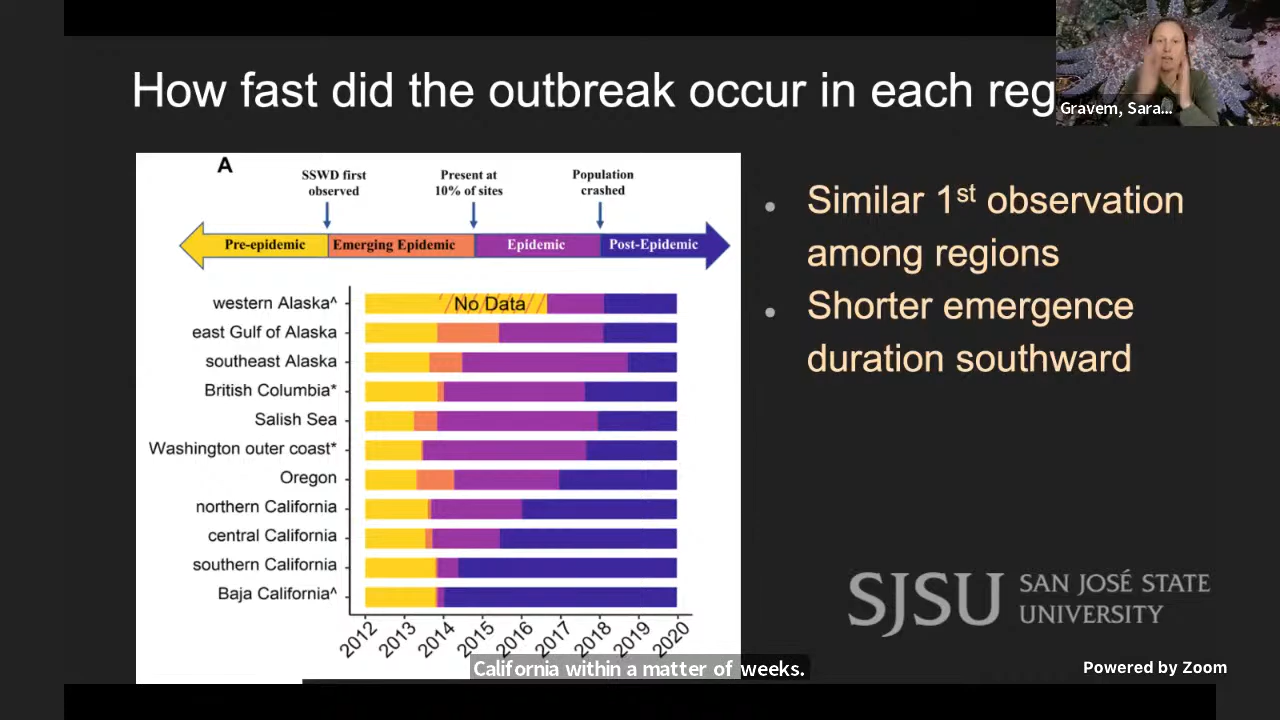 How fast did the outbreak occur in each reg
Gravem, Sara...
A
SSWD first
observed
Present at
10% of sites
Population
crashed
Pre-epidemic
Emerging Epidemic
Epidemic
Post-Epidemic
western Alaska^
No Data
east Gulf of Alaska
southeast Alaska
British Columbia*
Salish Sea
Washington outer coast*
Oregon
northern California
central California
southern California
Baja California^
2012
2013
2014
2015
2016
2017
2018
2019
2020
• Similar 1st observation
among regions
• Shorter emergence
duration southward
SJSU
SAN JOSÉ STATE
UNIVERSITY
California within a matter of weeks.
Powered by Zoom